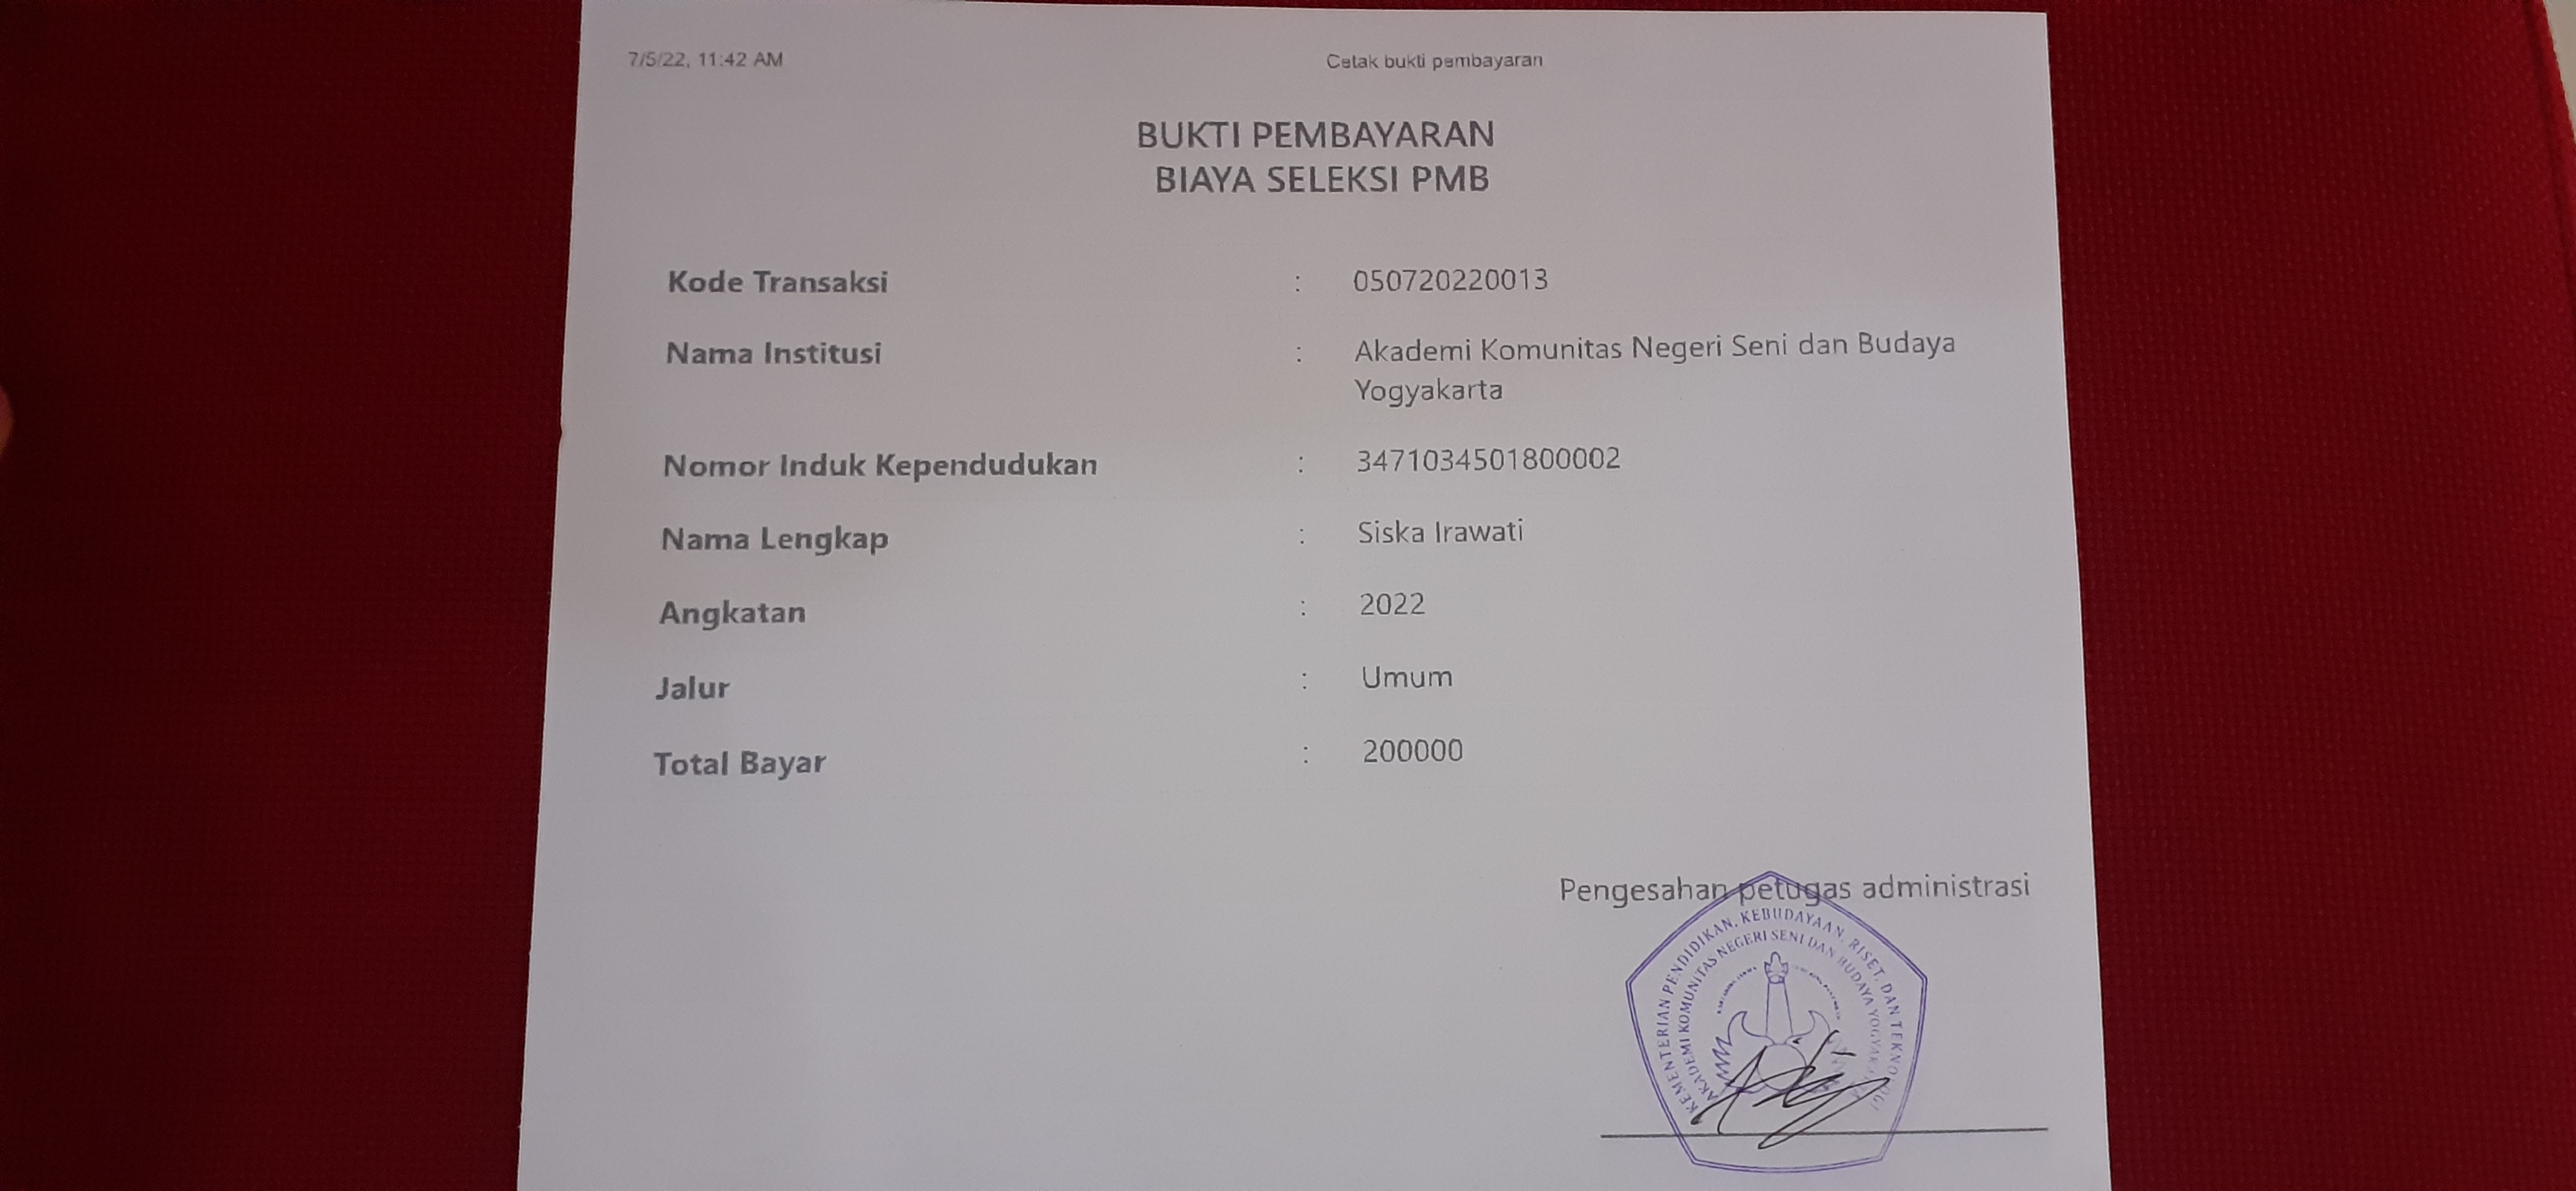 7/5/22, 11:42 AM
Cetak bukti pembayaran
BUKTI PEMBAYARAN
BIAYA SELEKSI PMB
Kode Transaksi : 050720220013
Nama Institusi : Akademi Komunitas Negeri Seni dan Budaya
Yogyakarta
Nomor Induk Kependudukan : 3471034501800002
Nama Lengkap : Siska Irawati
Angkatan : 2022
Jalur : Umum
Total Bayar : 200000
Pengesahan petugas administrasi
KEMENTERIAN PENDIDIKAN, KEBUDAYAAN, RISET, DAN TEKNOLOGI
AKADEMI KOMUNITAS NEGERI SENI DAN BUDAYA YOGYAKARTA